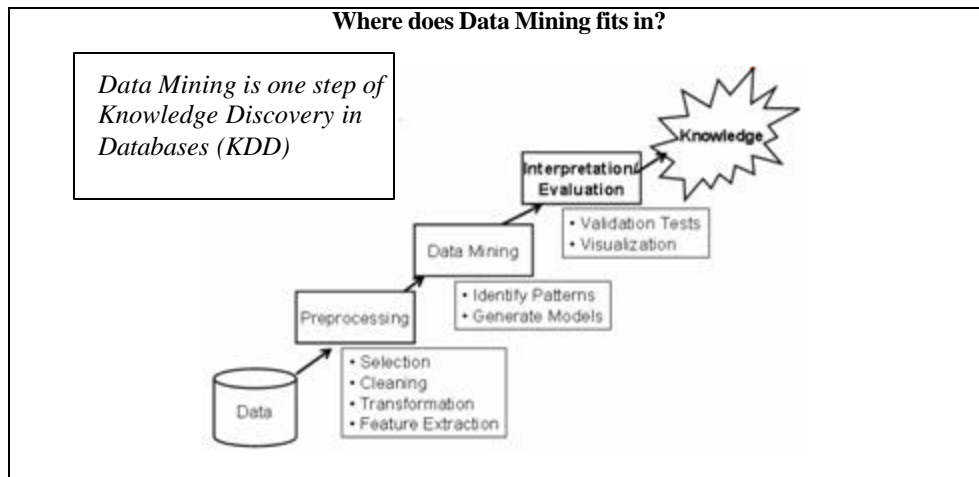 Where does Data Mining fits in?
Data Mining is one step of
Knowledge Discovery in
Databases (KDD)
Knowledge
Interpretation/
Evaluation
• Validation Tests
• Visualization
Data Mining
• Identify Patterns
• Generate Models
Preprocessing
• Selection
• Cleaning
• Transformation
• Feature Extraction
Data